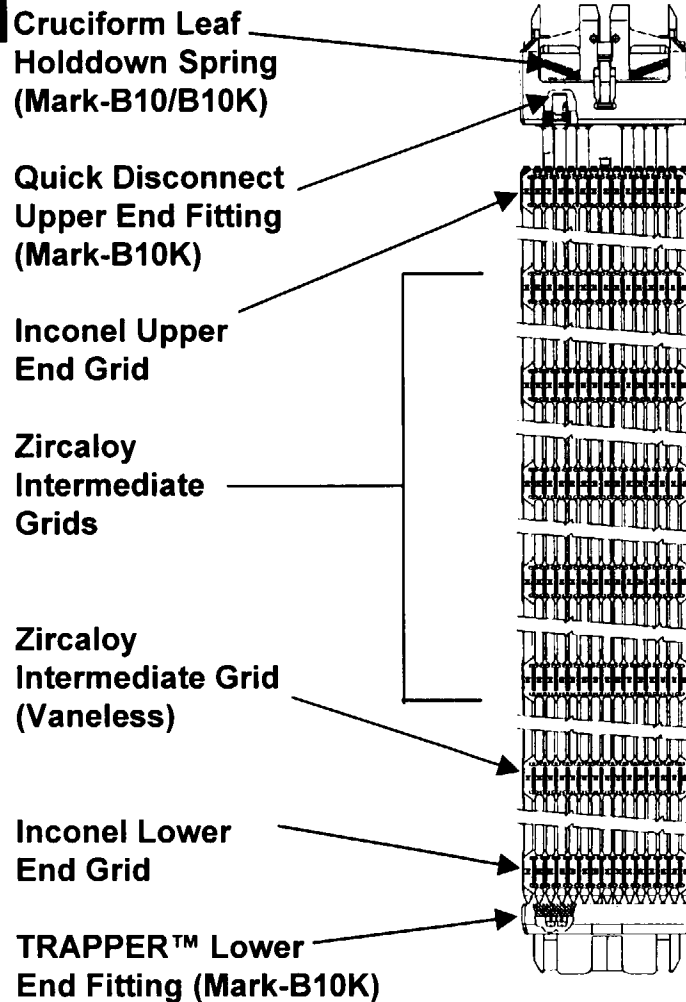 Cruciform Leaf
Holddown Spring
(Mark-B10/B10K)
Quick Disconnect
Upper End Fitting
(Mark-B10K)
Inconel Upper
End Grid
Zircaloy
Intermediate
Grids
Zircaloy
Intermediate Grid
(Vaneless)
Inconel Lower
End Grid
TRAPPER™ Lower
End Fitting (Mark-B10K)